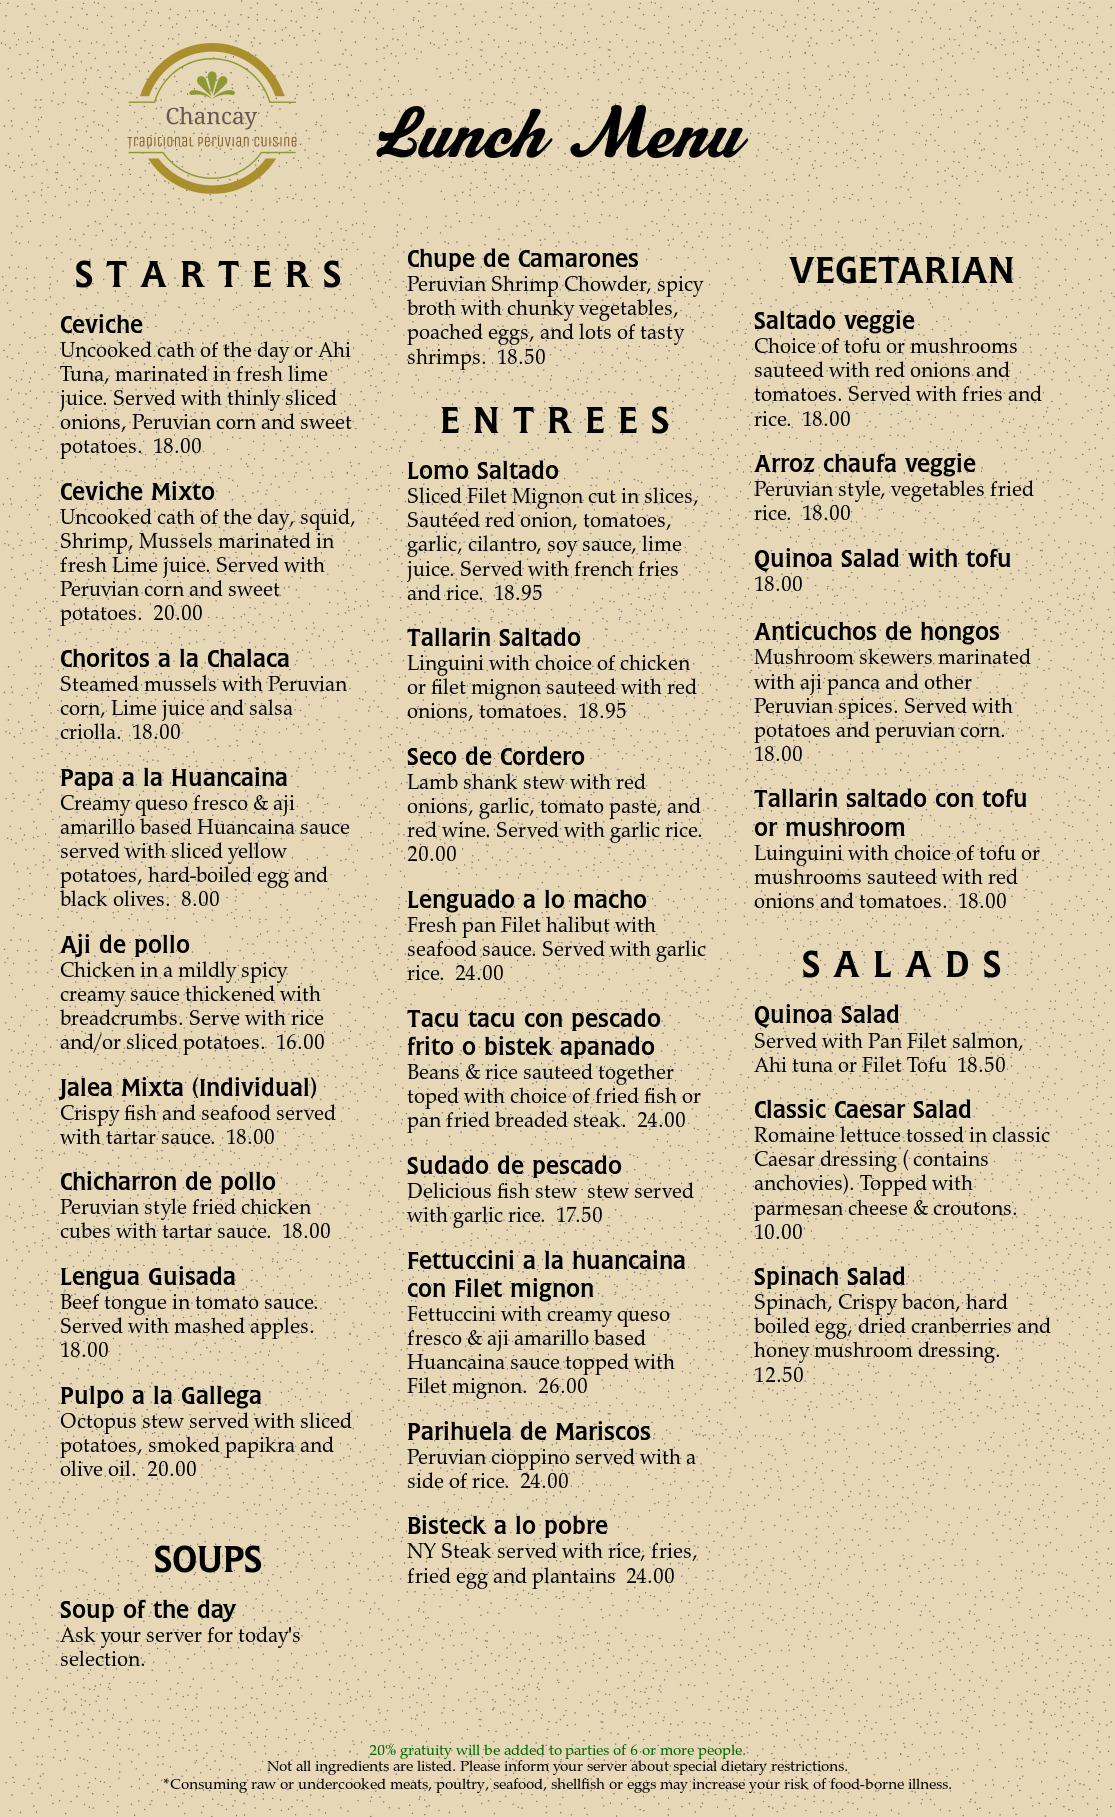 Chancay
Traditional Peruvian Cuisine
Lunch Menu
STARTERS
Ceviche
Uncooked cath of the day or Ahi
Tuna, marinated in fresh lime
juice. Served with thinly sliced
onions, Peruvian corn and sweet
potatoes. 18.00
Ceviche Mixto
Uncooked cath of the day, squid,
Shrimp, Mussels marinated in
fresh Lime juice. Served with
Peruvian corn and sweet
potatoes. 20.00
Choritos a la Chalaca
Steamed mussels with Peruvian
corn, Lime juice and salsa
criolla. 18.00
Papa a la Huancaina
Creamy queso fresco & aji
amarillo based Huancaina sauce
served with sliced yellow
potatoes, hard-boiled egg and
black olives. 8.00
Aji de pollo
Chicken in a mildly spicy
creamy sauce thickened with
breadcrumbs. Serve with rice
and/or sliced potatoes. 16.00
Jalea Mixta (Individual)
Crispy fish and seafood served
with tartar sauce. 18.00
Chicharron de pollo
Peruvian style fried chicken
cubes with tartar sauce. 18.00
Lengua Guisada
Beef tongue in tomato sauce.
Served with mashed apples.
18.00
Pulpo a la Gallega
Octopus stew served with sliced
potatoes, smoked papikra and
olive oil. 20.00
SOUPS
Soup of the day
Ask your server for today's
selection.
Chupe de Camarones
Peruvian Shrimp Chowder, spicy
broth with chunky vegetables,
poached eggs, and lots of tasty
shrimps. 18.50
ENTREES
Lomo Saltado
Sliced Filet Mignon cut in slices,
Sautéed red onion, tomatoes,
garlic, cilantro, soy sauce, lime
juice. Served with french fries
and rice. 18.95
Tallarin Saltado
Linguini with choice of chicken
or filet mignon sauteed with red
onions, tomatoes. 18.95
Seco de Cordero
Lamb shank stew with red
onions, garlic, tomato paste, and
red wine. Served with garlic rice.
20.00
Lenguado a lo macho
Fresh pan Filet halibut with
seafood sauce. Served with garlic
rice. 24.00
Tacu tacu con pescado
frito o bistek apanado
Beans & rice sauteed together
toped with choice of fried fish or
pan fried breaded steak. 24.00
Sudado de pescado
Delicious fish stew stew served
with garlic rice. 17.50
Fettuccini a la huancaina
con Filet mignon
Fettuccini with creamy queso
fresco & aji amarillo based
Huancaina sauce topped with
Filet mignon. 26.00
Parihuela de Mariscos
Peruvian cioppino served with a
side of rice. 24.00
Bisteck a lo pobre
NY Steak served with rice, fries,
fried egg and plantains 24.00
VEGETARIAN
Saltado veggie
Choice of tofu or mushrooms
sauteed with red onions and
tomatoes. Served with fries and
rice. 18.00
Arroz chaufa veggie
Peruvian style, vegetables fried
rice. 18.00
Quinoa Salad with tofu
18.00
Anticuchos de hongos
Mushroom skewers marinated
with aji panca and other
Peruvian spices. Served with
potatoes and peruvian corn.
18.00
Tallarin saltado con tofu
or mushroom
Luinguini with choice of tofu or
mushrooms sauteed with red
onions and tomatoes. 18.00
SALADS
Quinoa Salad
Served with Pan Filet salmon,
Ahi tuna or Filet Tofu 18.50
Classic Caesar Salad
Romaine lettuce tossed in classic
Caesar dressing ( contains
anchovies). Topped with
parmesan cheese & croutons.
10.00
Spinach Salad
Spinach, Crispy bacon, hard
boiled egg, dried cranberries and
honey mushroom dressing.
12.50
20% gratuity will be added to parties of 6 or more people.
Not all ingredients are listed. Please inform your server about special dietary restrictions.
*Consuming raw or undercooked meats, poultry, seafood, shellfish or eggs may increase your risk of food-borne illness.